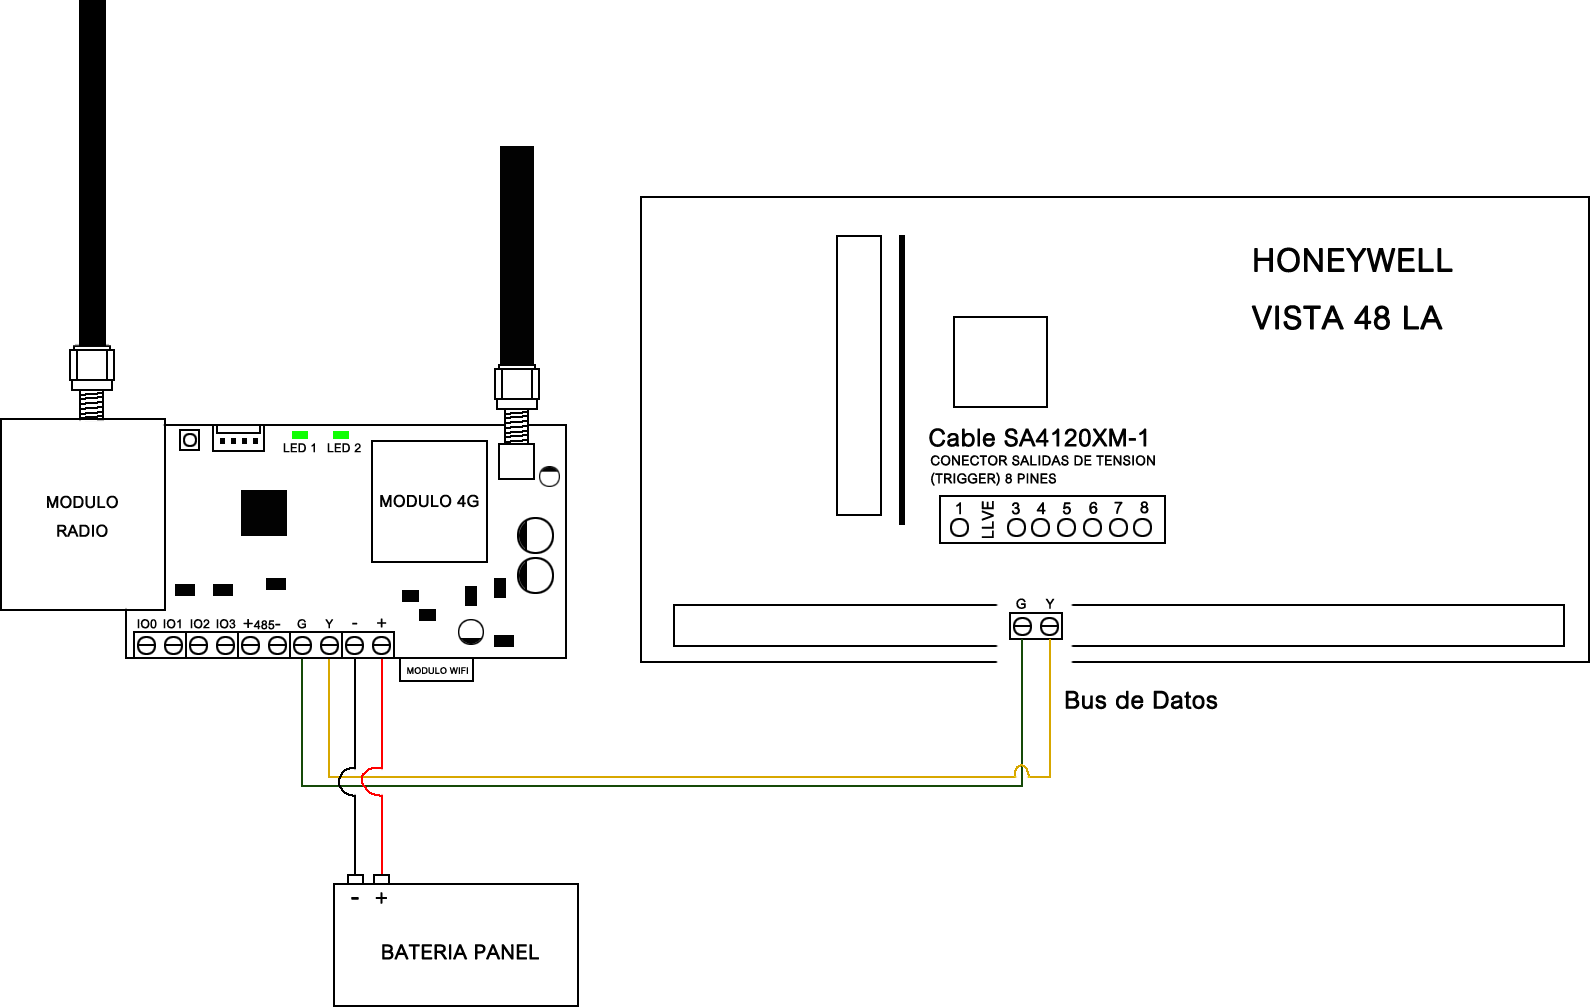 HONEYWELL
VISTA 48 LA
Cable SA4120XM-1
CONECTOR SALIDAS DE TENSION
(TRIGGER) 8 PINES
1 LLVE 3 4 5 6 7 8
LED 1 LED 2
MODULO
RADIO
MODULO 4G
IO0 IO1 IO2 IO3 +485- G Y - +
MODULO WIFI
G Y
Bus de Datos
- +
BATERIA PANEL